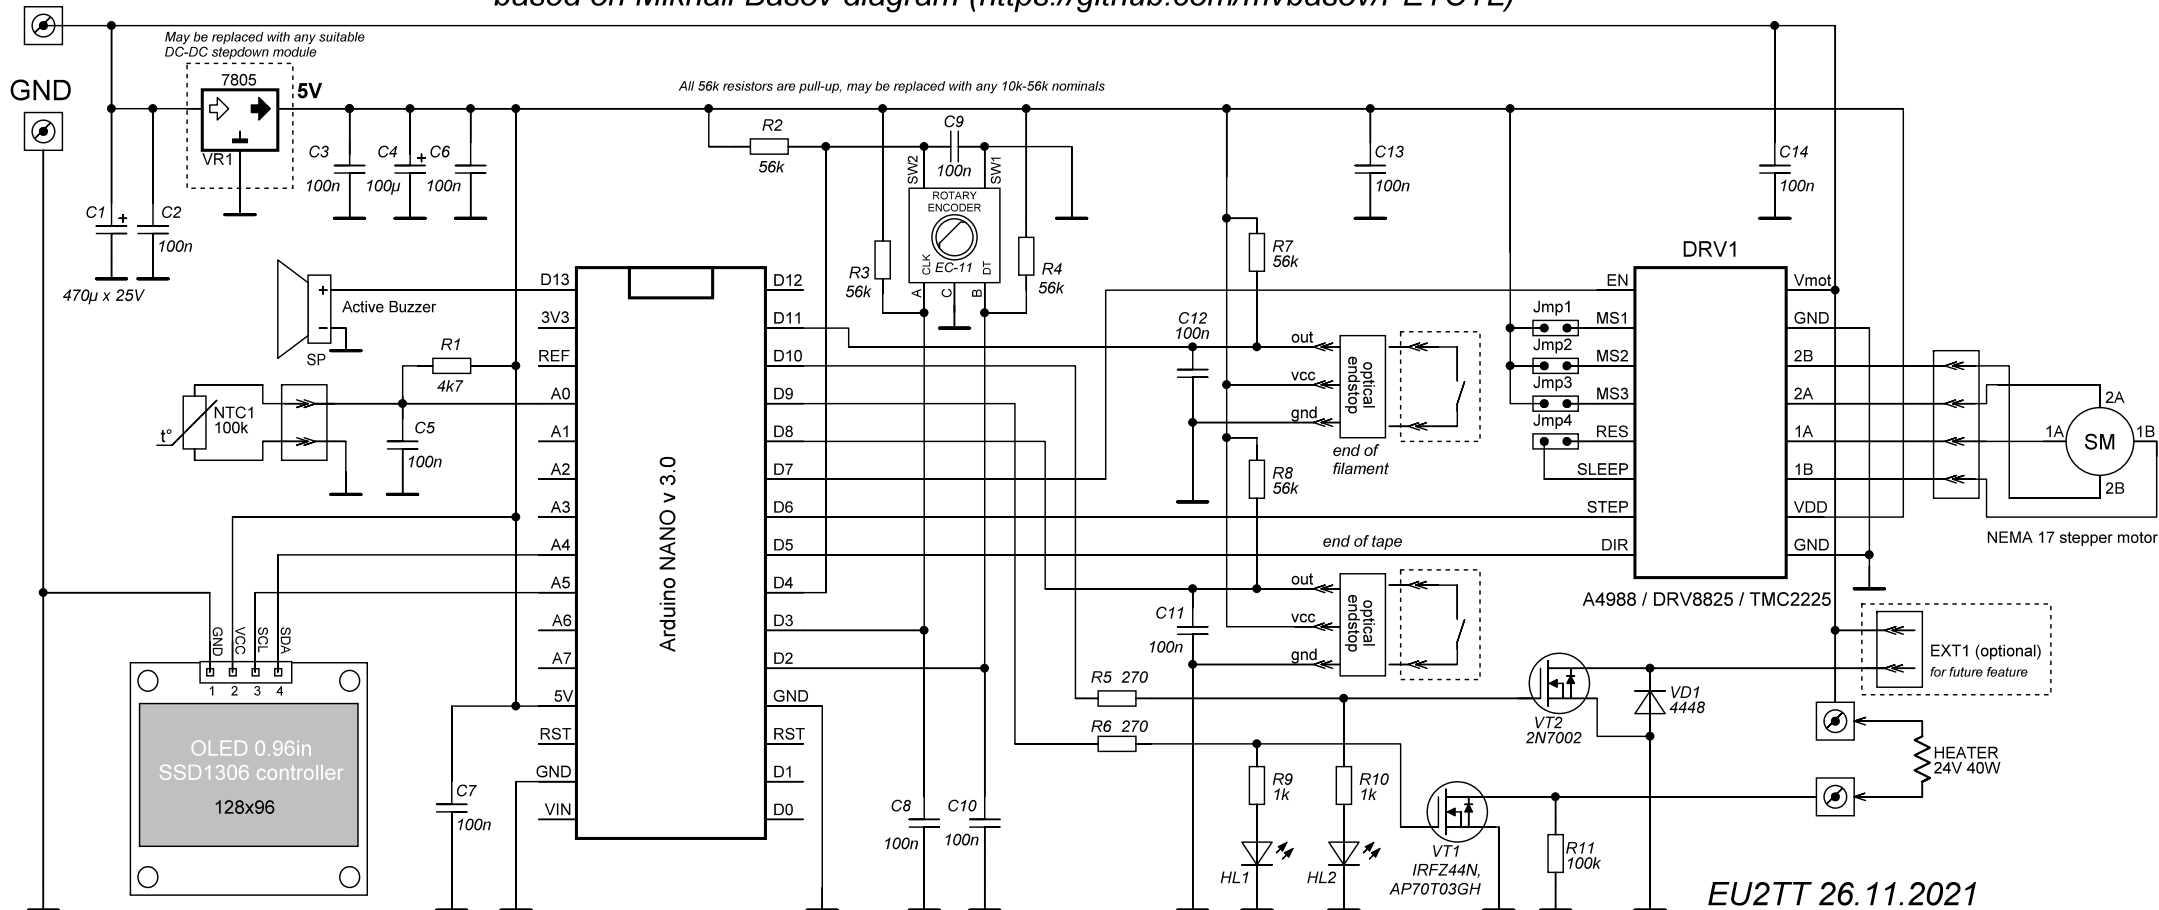 based on Mikhail Basov diagram (https://github.com/mvbasov/PETCTL)
May be replaced with any suitable
DC-DC stepdown module
GND
7805
5V
VR1
All 56k resistors are pull-up, may be replaced with any 10k-56k nominals
C1
+
470µ x 25V
C2
100n
C3
100n
C4
+
100µ
C6
100n
R2
56k
C9
100n
SW2
SW1
ROTARY
ENCODER
EC-11
CLK
DT
A
C
B
R3
56k
R4
56k
C13
100n
C14
100n
+
-
Active Buzzer
SP
R1
4k7
NTC1
100k
t°
C5
100n
D13
3V3
REF
A0
A1
A2
A3
A4
A5
A6
A7
5V
RST
GND
VIN
Arduino NANO v 3.0
D12
D11
D10
D9
D8
D7
D6
D5
D4
D3
D2
GND
RST
D1
D0
R7
56k
C12
100n
out
vcc
gnd
optical
endstop
end of
filament
R8
56k
end of tape
out
vcc
gnd
optical
endstop
C11
100n
DRV1
EN
Jmp1
MS1
Jmp2
MS2
Jmp3
MS3
Jmp4
RES
SLEEP
STEP
DIR
Vmot
GND
2B
2A
1A
1B
VDD
GND
A4988 / DRV8825 / TMC2225
2A
1A
SM
1B
2B
NEMA 17 stepper motor
EXT1 (optional)
for future feature
GND
VCC
SCL
SDA
1 2 3 4
OLED 0.96in
SSD1306 controller
128x96
C7
100n
C8
100n
C10
100n
R5 270
R6 270
R9
1k
R10
1k
HL1
HL2
VT2
2N7002
VD1
4448
VT1
IRFZ44N,
AP70T03GH
R11
100k
HEATER
24V 40W
EU2TT 26.11.2021